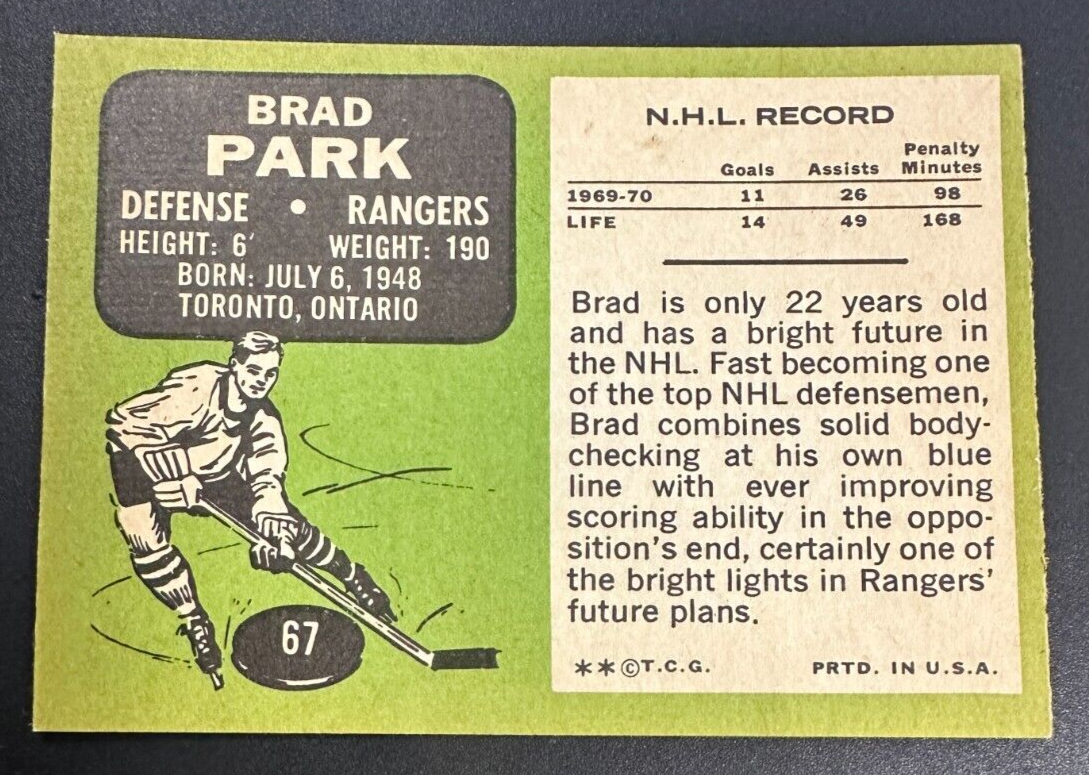 BRAD
PARK
DEFENSE • RANGERS
HEIGHT: 6′ WEIGHT: 190
BORN: JULY 6, 1948
TORONTO, ONTARIO
67
N.H.L. RECORD
Goals Assists Penalty Minutes
1969-70 11 26 98
LIFE 14 49 168
Brad is only 22 years old
and has a bright future in
the NHL. Fast becoming one
of the top NHL defensemen,
Brad combines solid body-
checking at his own blue
line with ever improving
scoring ability in the oppo-
sition's end, certainly one of
the bright lights in Rangers'
future plans.
**©T.C.G. PRTD. IN U.S.A.